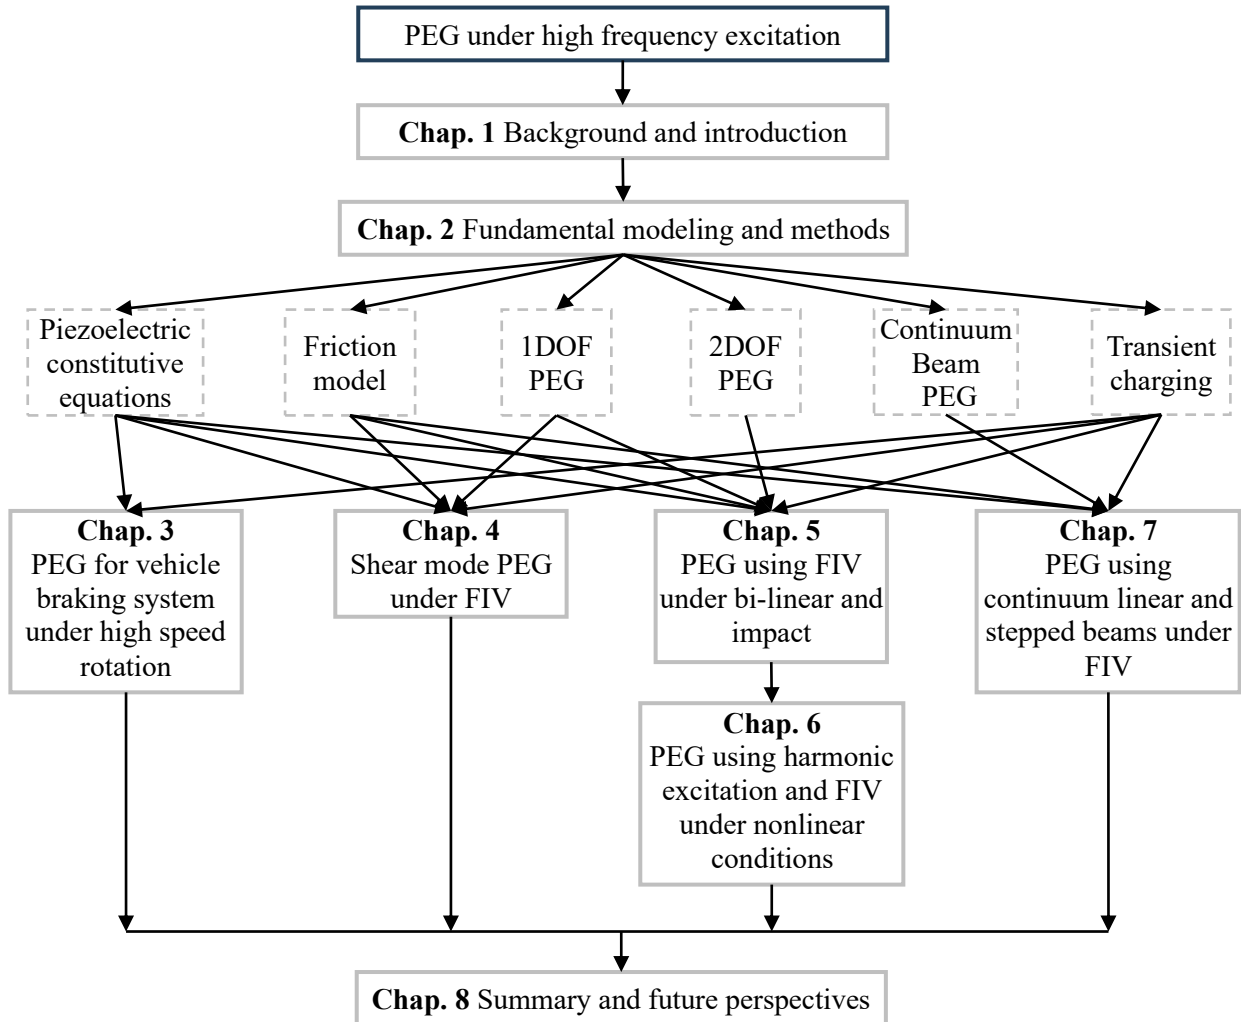 PEG under high frequency excitation
Chap. 1 Background and introduction
Chap. 2 Fundamental modeling and methods
Piezoelectric
constitutive
equations
Friction
model
1DOF
PEG
2DOF
PEG
Continuum
Beam
PEG
Transient
charging
Chap. 3
PEG for vehicle
braking system
under high speed
rotation
Chap. 4
Shear mode PEG
under FIV
Chap. 5
PEG using FIV
under bi-linear and
impact
Chap. 7
PEG using
continuum linear and
stepped beams under
FIV
Chap. 6
PEG using harmonic
excitation and FIV
under nonlinear
conditions
Chap. 8 Summary and future perspectives